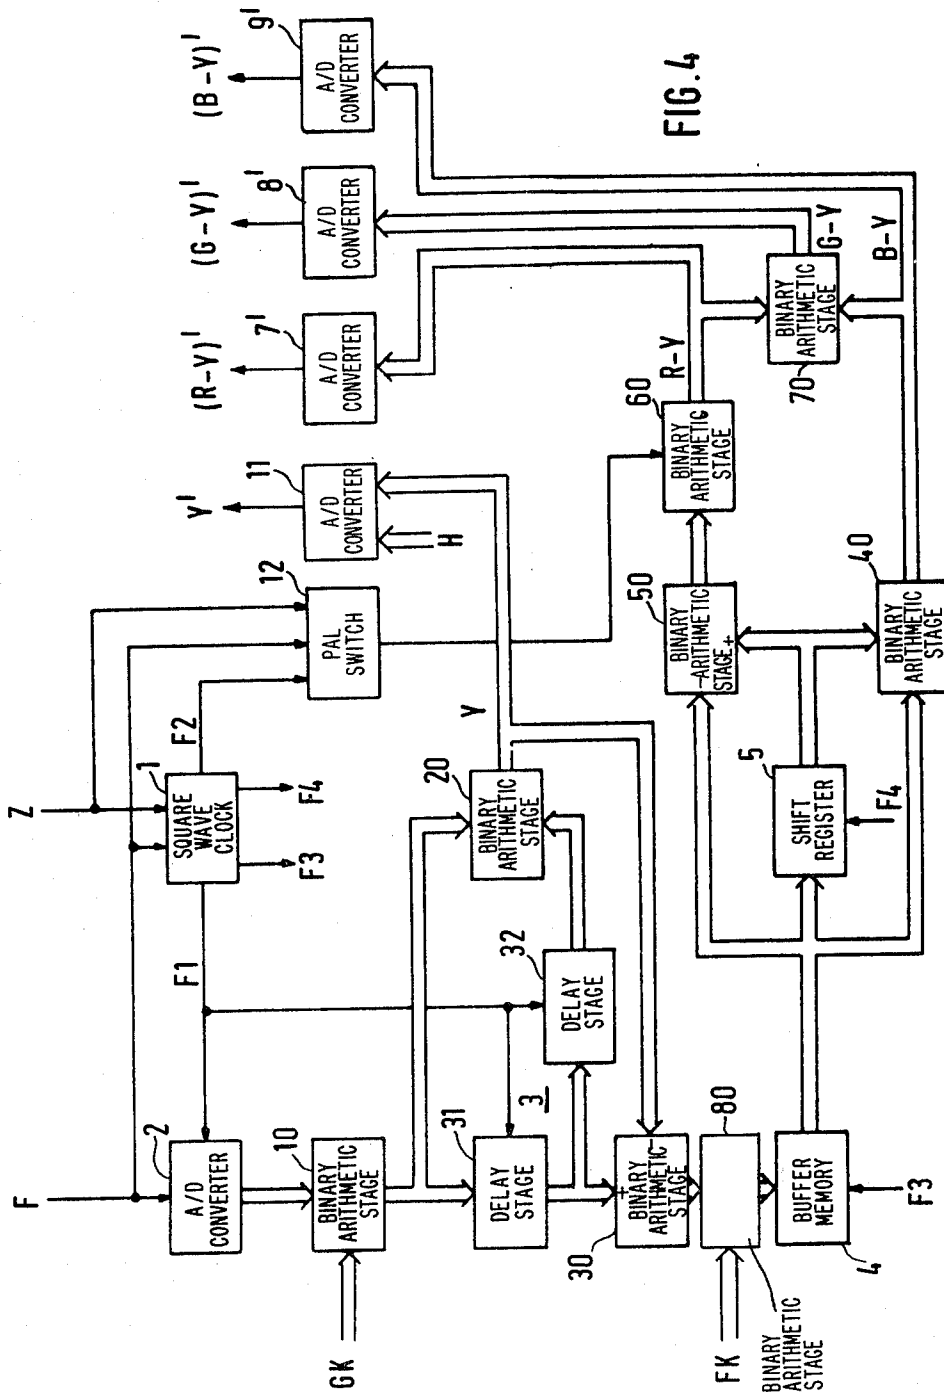 F
Z
2
A/D
CONVERTER
F1
1
SQUARE
WAVE
CLOCK
F2
F3
F4
12
PAL
SWITCH
Y'
11
A/D
CONVERTER
H
(R-Y)'
7'
A/D
CONVERTER
(G-Y)'
8'
A/D
CONVERTER
(B-Y)'
9'
A/D
CONVERTER
GK
10
BINARY
ARITHMETIC
STAGE
31
DELAY
STAGE
3
32
DELAY
STAGE
20
BINARY
ARITHMETIC
STAGE
Y
30
+
-
BINARY
ARITHMETIC
STAGE
FK
80
BINARY
ARITHMETIC
STAGE
BUFFER
MEMORY
4
F3
5
SHIFT
REGISTER
F4
50
BINARY
-ARITHMETIC
STAGE+
40
BINARY
ARITHMETIC
STAGE
60
BINARY
ARITHMETIC
STAGE
R-Y
70
BINARY
ARITHMETIC
STAGE
G-Y
B-Y
FIG.4